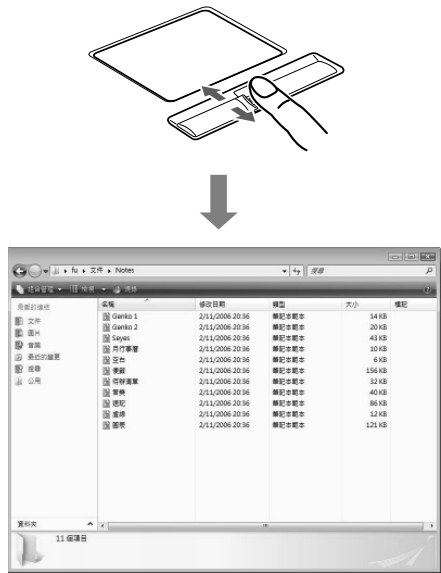 fu ▸ 文件 ▸ Notes
搜尋
組合管理 檢視 燒錄
最愛的連結
文件
圖片
音樂
最近的變更
搜尋
公用
資料夾
名稱 修改日期 類型 大小 標記
Genko 1 2/11/2006 20:36 筆記本範本 14 KB
Genko 2 2/11/2006 20:36 筆記本範本 20 KB
Seyes 2/11/2006 20:36 筆記本範本 43 KB
月行事曆 2/11/2006 20:36 筆記本範本 10 KB
空白 2/11/2006 20:36 筆記本範本 6 KB
便箋 2/11/2006 20:36 筆記本範本 156 KB
待辦清單 2/11/2006 20:36 筆記本範本 32 KB
音樂 2/11/2006 20:36 筆記本範本 40 KB
速記 2/11/2006 20:36 筆記本範本 86 KB
虛線 2/11/2006 20:36 筆記本範本 12 KB
圖表 2/11/2006 20:36 筆記本範本 121 KB
11 個項目